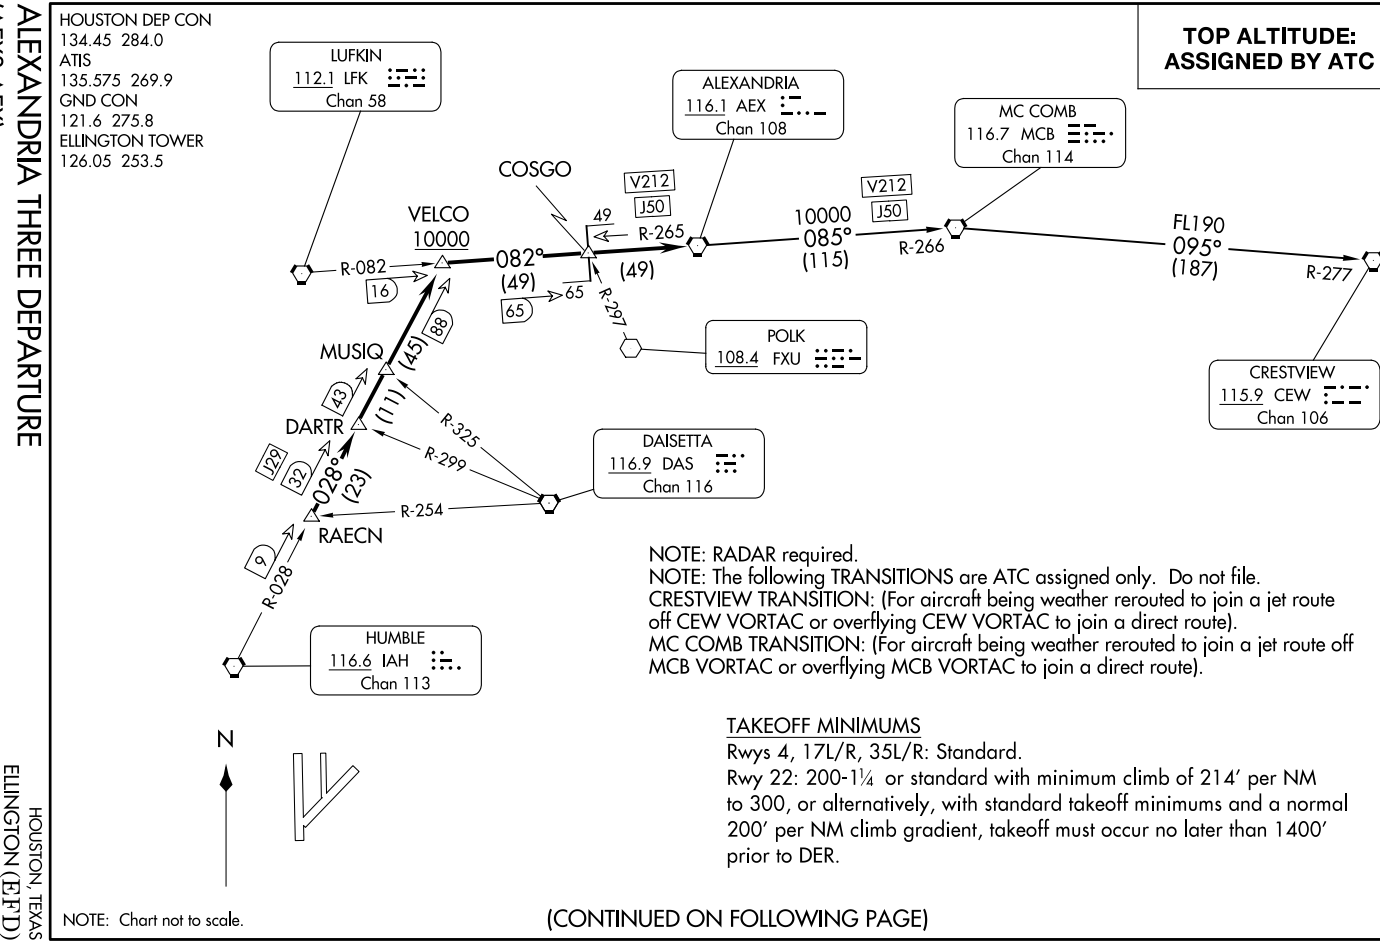 ALEXANDRIA THREE DEPARTURE
HOUSTON, TEXAS
ELLINGTON (EFD)
HOUSTON DEP CON
134.45 284.0
ATIS
135.575 269.9
GND CON
121.6 275.8
ELLINGTON TOWER
126.05 253.5
TOP ALTITUDE:
ASSIGNED BY ATC
LUFKIN
112.1 LFK
Chan 58
ALEXANDRIA
116.1 AEX
Chan 108
MC COMB
116.7 MCB
Chan 114
COSGO
V212
J50
V212
J50
VELCO
10000
49
R-265
10000
085°
(115)
R-266
FL190
095°
(187)
R-277
R-082
16
082°
(49)
65
65
(49)
R-297
POLK
108.4 FXU
CRESTVIEW
115.9 CEW
Chan 106
88
(45)
MUSIQ
43
(11)
DARTR
R-325
R-299
J29
32
028°
(23)
DAISETTA
116.9 DAS
Chan 116
R-254
RAECN
9
R-028
HUMBLE
116.6 IAH
Chan 113
NOTE: RADAR required.
NOTE: The following TRANSITIONS are ATC assigned only. Do not file.
CRESTVIEW TRANSITION: (For aircraft being weather rerouted to join a jet route
off CEW VORTAC or overflying CEW VORTAC to join a direct route).
MC COMB TRANSITION: (For aircraft being weather rerouted to join a jet route off
MCB VORTAC or overflying MCB VORTAC to join a direct route).
TAKEOFF MINIMUMS
Rwys 4, 17L/R, 35L/R: Standard.
Rwy 22: 200-1¼ or standard with minimum climb of 214' per NM
to 300, or alternatively, with standard takeoff minimums and a normal
200' per NM climb gradient, takeoff must occur no later than 1400'
prior to DER.
N
NOTE: Chart not to scale.
(CONTINUED ON FOLLOWING PAGE)